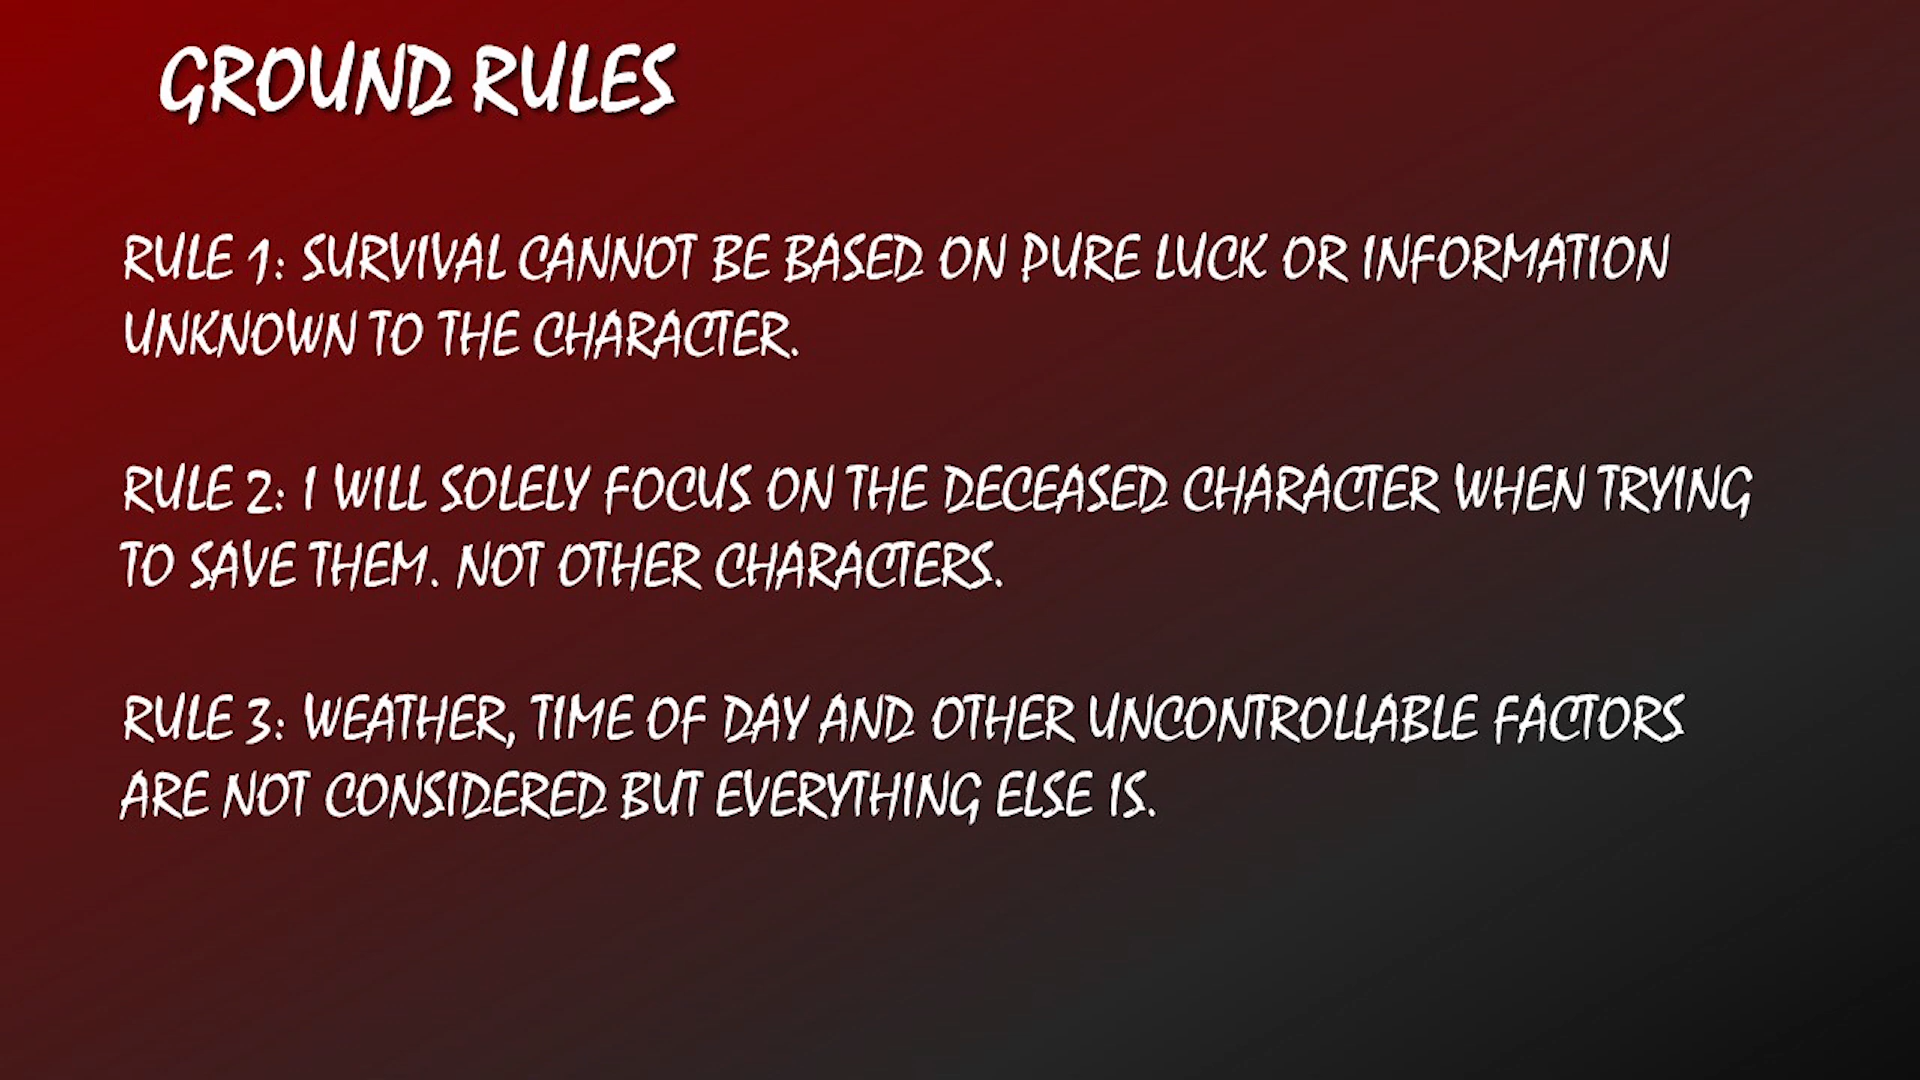 GROUND RULES
RULE 1: SURVIVAL CANNOT BE BASED ON PURE LUCK OR INFORMATION
UNKNOWN TO THE CHARACTER.
RULE 2: I WILL SOLELY FOCUS ON THE DECEASED CHARACTER WHEN TRYING
TO SAVE THEM. NOT OTHER CHARACTERS.
RULE 3: WEATHER, TIME OF DAY AND OTHER UNCONTROLLABLE FACTORS
ARE NOT CONSIDERED BUT EVERYTHING ELSE IS.